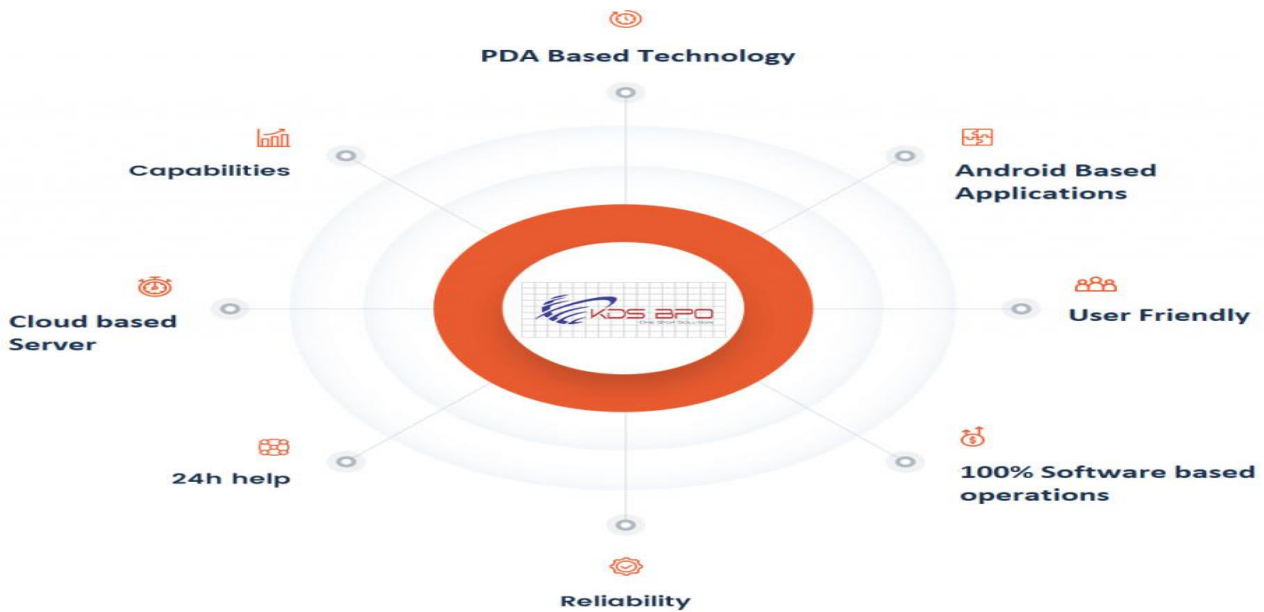 PDA Based Technology
Capabilities
Android Based
Applications
KDS BPO
Cloud based
Server
User Friendly
24h help
100% Software based
operations
Reliability